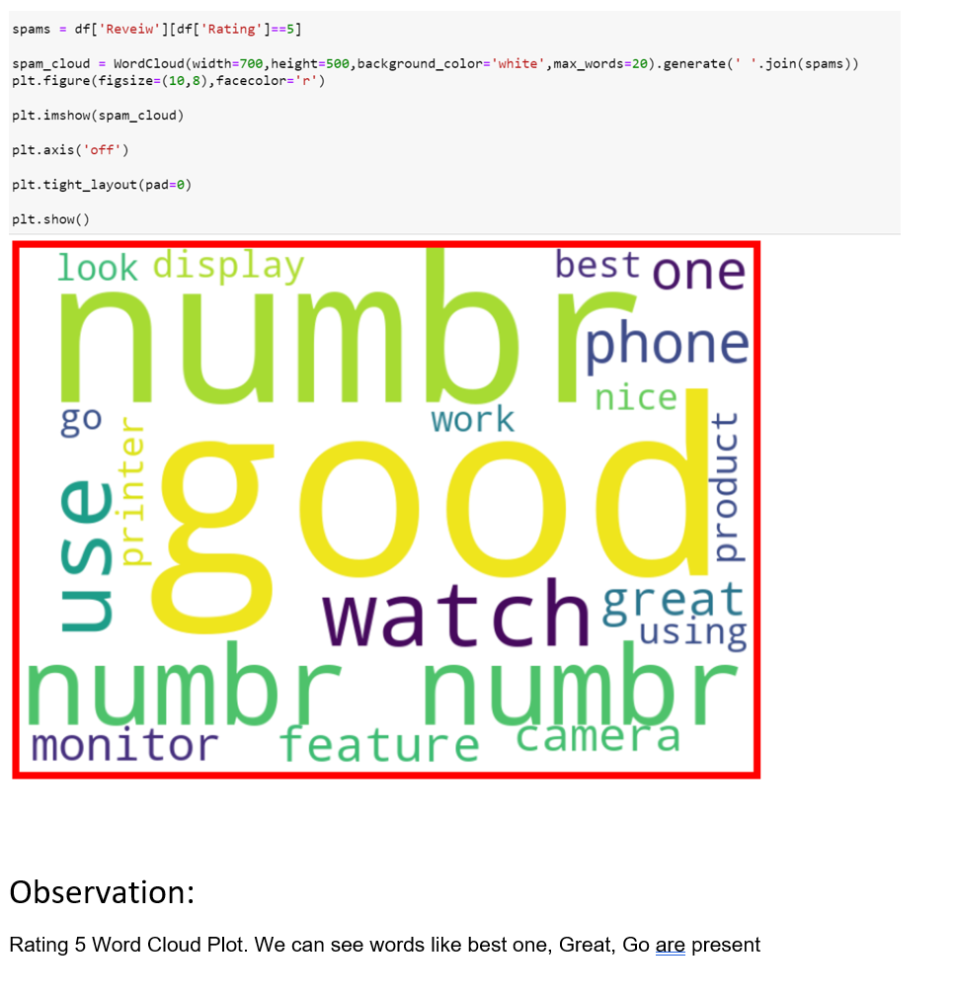 spams = df['Reveiw'][df['Rating']==5]
spam_cloud = WordCloud(width=700,height=500,background_color='white',max_words=20).generate(' '.join(spams))
plt.figure(figsize=(10,8),facecolor='r')
plt.imshow(spam_cloud)
plt.axis('off')
plt.tight_layout(pad=0)
plt.show()
look display best one
numbr
phone
nice
go work
printer product
use good
watch great
using
numbr numbr
monitor feature camera
Observation:
Rating 5 Word Cloud Plot. We can see words like best one, Great, Go are present